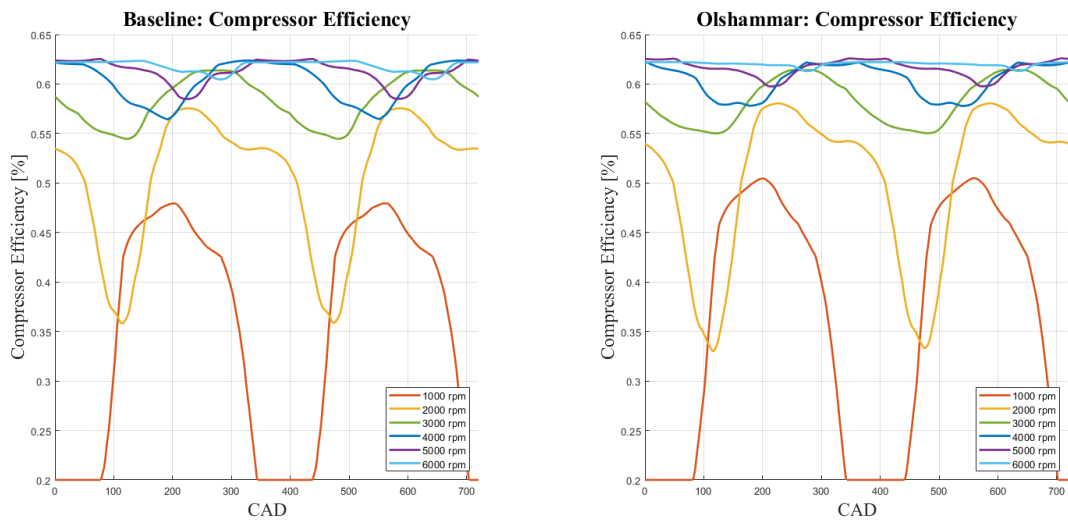 Baseline: Compressor Efficiency
Compressor Efficiency [%]
0.65
0.6
0.55
0.5
0.45
0.4
0.35
0.3
0.25
0.2
0 100 200 300 400 500 600 700
CAD
1000 rpm
2000 rpm
3000 rpm
4000 rpm
5000 rpm
6000 rpm
Olshammar: Compressor Efficiency
Compressor Efficiency [%]
0.65
0.6
0.55
0.5
0.45
0.4
0.35
0.3
0.25
0.2
0 100 200 300 400 500 600 700
CAD
1000 rpm
2000 rpm
3000 rpm
4000 rpm
5000 rpm
6000 rpm